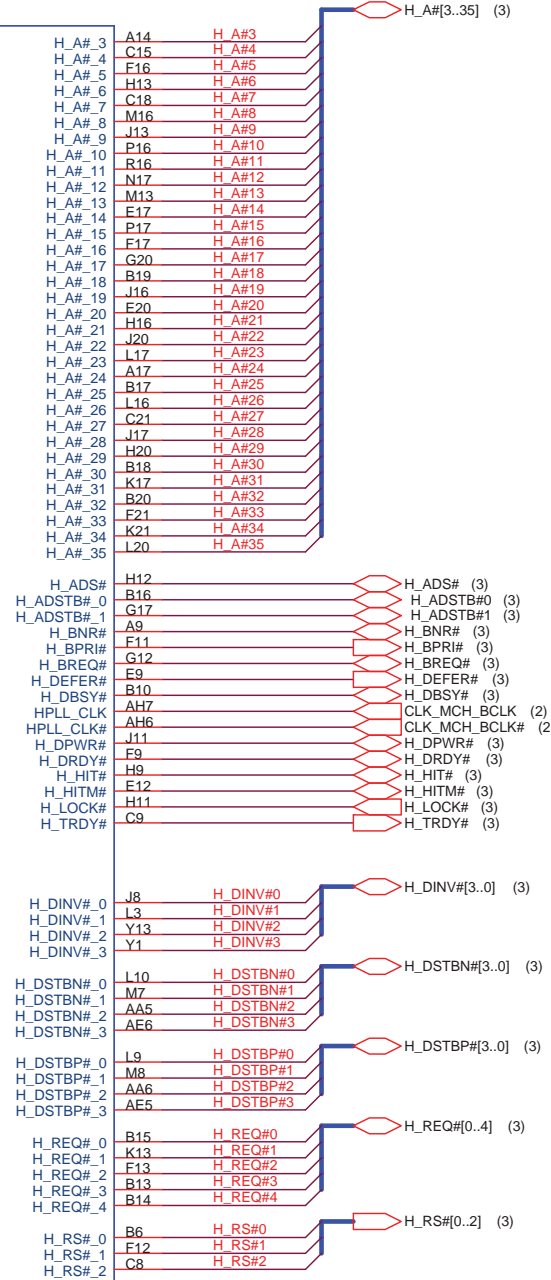 H_A#[3..35] (3)
H_A#_3 A14 H_A#3
H_A#_4 C15 H_A#4
H_A#_5 F16 H_A#5
H_A#_6 H13 H_A#6
H_A#_7 C18 H_A#7
H_A#_8 M16 H_A#8
H_A#_9 J13 H_A#9
H_A#_10 P16 H_A#10
H_A#_11 R16 H_A#11
H_A#_12 N17 H_A#12
H_A#_13 M13 H_A#13
H_A#_14 E17 H_A#14
H_A#_15 P17 H_A#15
H_A#_16 F17 H_A#16
H_A#_17 G20 H_A#17
H_A#_18 B19 H_A#18
H_A#_19 J16 H_A#19
H_A#_20 E20 H_A#20
H_A#_21 H16 H_A#21
H_A#_22 J20 H_A#22
H_A#_23 L17 H_A#23
H_A#_24 A17 H_A#24
H_A#_25 B17 H_A#25
H_A#_26 L16 H_A#26
H_A#_27 C21 H_A#27
H_A#_28 J17 H_A#28
H_A#_29 H20 H_A#29
H_A#_30 B18 H_A#30
H_A#_31 K17 H_A#31
H_A#_32 B20 H_A#32
H_A#_33 F21 H_A#33
H_A#_34 K21 H_A#34
H_A#_35 L20 H_A#35
H_ADS# H12 H_ADS# (3)
H_ADSTB#_0 B16 H_ADSTB#0 (3)
H_ADSTB#_1 G17 H_ADSTB#1 (3)
H_BNR# A9 H_BNR# (3)
H_BPRI# F11 H_BPRI# (3)
H_BREQ# G12 H_BREQ# (3)
H_DEFER# E9 H_DEFER# (3)
H_DBSY# B10 H_DBSY# (3)
HPLL_CLK AH7 CLK_MCH_BCLK (2)
HPLL_CLK# AH6 CLK_MCH_BCLK# (2
H_DPWR# J11 H_DPWR# (3)
H_DRDY# F9 H_DRDY# (3)
H_HIT# H9 H_HIT# (3)
H_HITM# E12 H_HITM# (3)
H_LOCK# H11 H_LOCK# (3)
H_TRDY# C9 H_TRDY# (3)
H_DINV#[3..0] (3)
H_DINV#_0 J8 H_DINV#0
H_DINV#_1 L3 H_DINV#1
H_DINV#_2 Y13 H_DINV#2
H_DINV#_3 Y1 H_DINV#3
H_DSTBN#[3..0] (3)
H_DSTBN#_0 L10 H_DSTBN#0
H_DSTBN#_1 M7 H_DSTBN#1
H_DSTBN#_2 AA5 H_DSTBN#2
H_DSTBN#_3 AE6 H_DSTBN#3
H_DSTBP#[3..0] (3)
H_DSTBP#_0 L9 H_DSTBP#0
H_DSTBP#_1 M8 H_DSTBP#1
H_DSTBP#_2 AA6 H_DSTBP#2
H_DSTBP#_3 AE5 H_DSTBP#3
H_REQ#[0..4] (3)
H_REQ#_0 B15 H_REQ#0
H_REQ#_1 K13 H_REQ#1
H_REQ#_2 F13 H_REQ#2
H_REQ#_3 B13 H_REQ#3
H_REQ#_4 B14 H_REQ#4
H_RS#[0..2] (3)
H_RS#_0 B6 H_RS#0
H_RS#_1 F12 H_RS#1
H_RS#_2 C8 H_RS#2